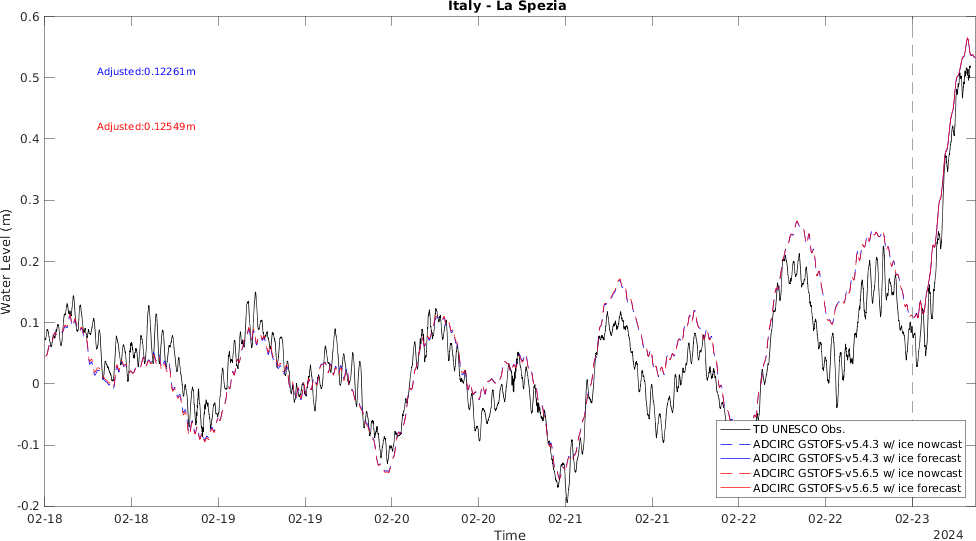 Italy - La Spezia
0.6
0.5
0.4
0.3
0.2
0.1
0
-0.1
-0.2
Water Level (m)
Adjusted:0.12261m
Adjusted:0.12549m
TD UNESCO Obs.
ADCIRC GSTOFS-v5.4.3 w/ ice nowcast
ADCIRC GSTOFS-v5.4.3 w/ ice forecast
ADCIRC GSTOFS-v5.6.5 w/ ice nowcast
ADCIRC GSTOFS-v5.6.5 w/ ice forecast
02-18 02-18 02-19 02-19 02-20 02-20 02-21 02-21 02-22 02-22 02-23
Time
2024